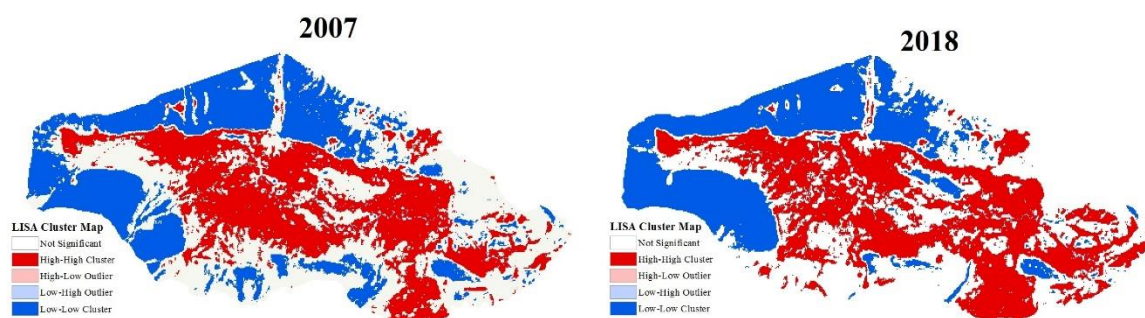 2007
LISA Cluster Map
Not Significant
High-High Cluster
High-Low Outlier
Low-High Outlier
Low-Low Cluster
2018
LISA Cluster Map
Not Significant
High-High Cluster
High-Low Outlier
Low-High Outlier
Low-Low Cluster